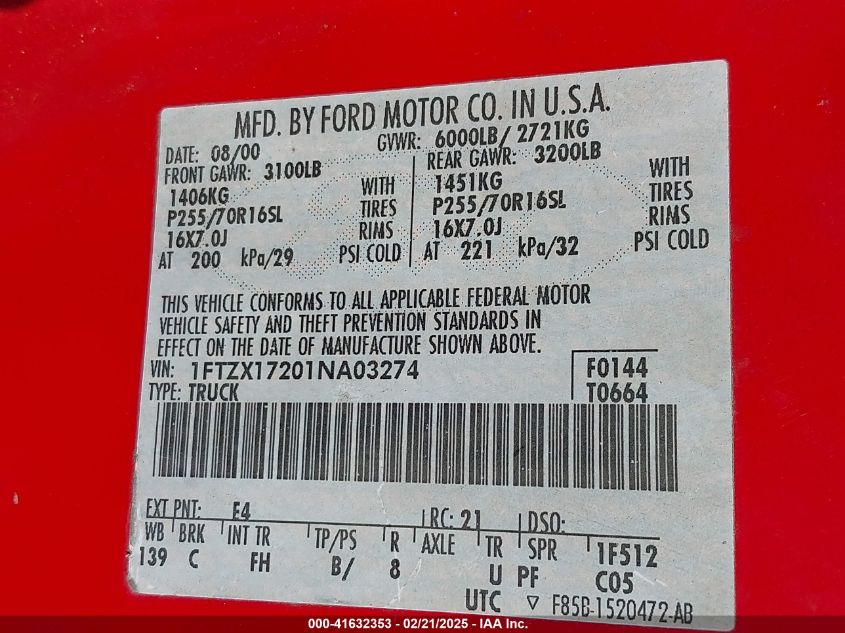 MFD. BY FORD MOTOR CO. IN U.S.A.
DATE: 08/00 GVWR: 6000LB/ 2721KG
FRONT GAWR: 3100LB REAR GAWR: 3200LB
1406KG WITH 1451KG WITH
P255/70R16SL TIRES P255/70R16SL TIRES
16X7.0J RIMS 16X7.0J RIMS
AT 200 kPa/29 PSI COLD AT 221 kPa/32 PSI COLD
THIS VEHICLE CONFORMS TO ALL APPLICABLE FEDERAL MOTOR
VEHICLE SAFETY AND THEFT PREVENTION STANDARDS IN
EFFECT ON THE DATE OF MANUFACTURE SHOWN ABOVE.
VIN: 1FTZX17201NA03274 F0144
TYPE: TRUCK T0664
EXT PNT: E4 RC: 21 DSO:
WB BRK INT TR TP/PS R AXLE TR SPR 1F512
139 C FH B/ 8 U PF C05
UTC ▽ F85B-1520472-AB
000-41632353 - 02/21/2025 - IAA Inc.